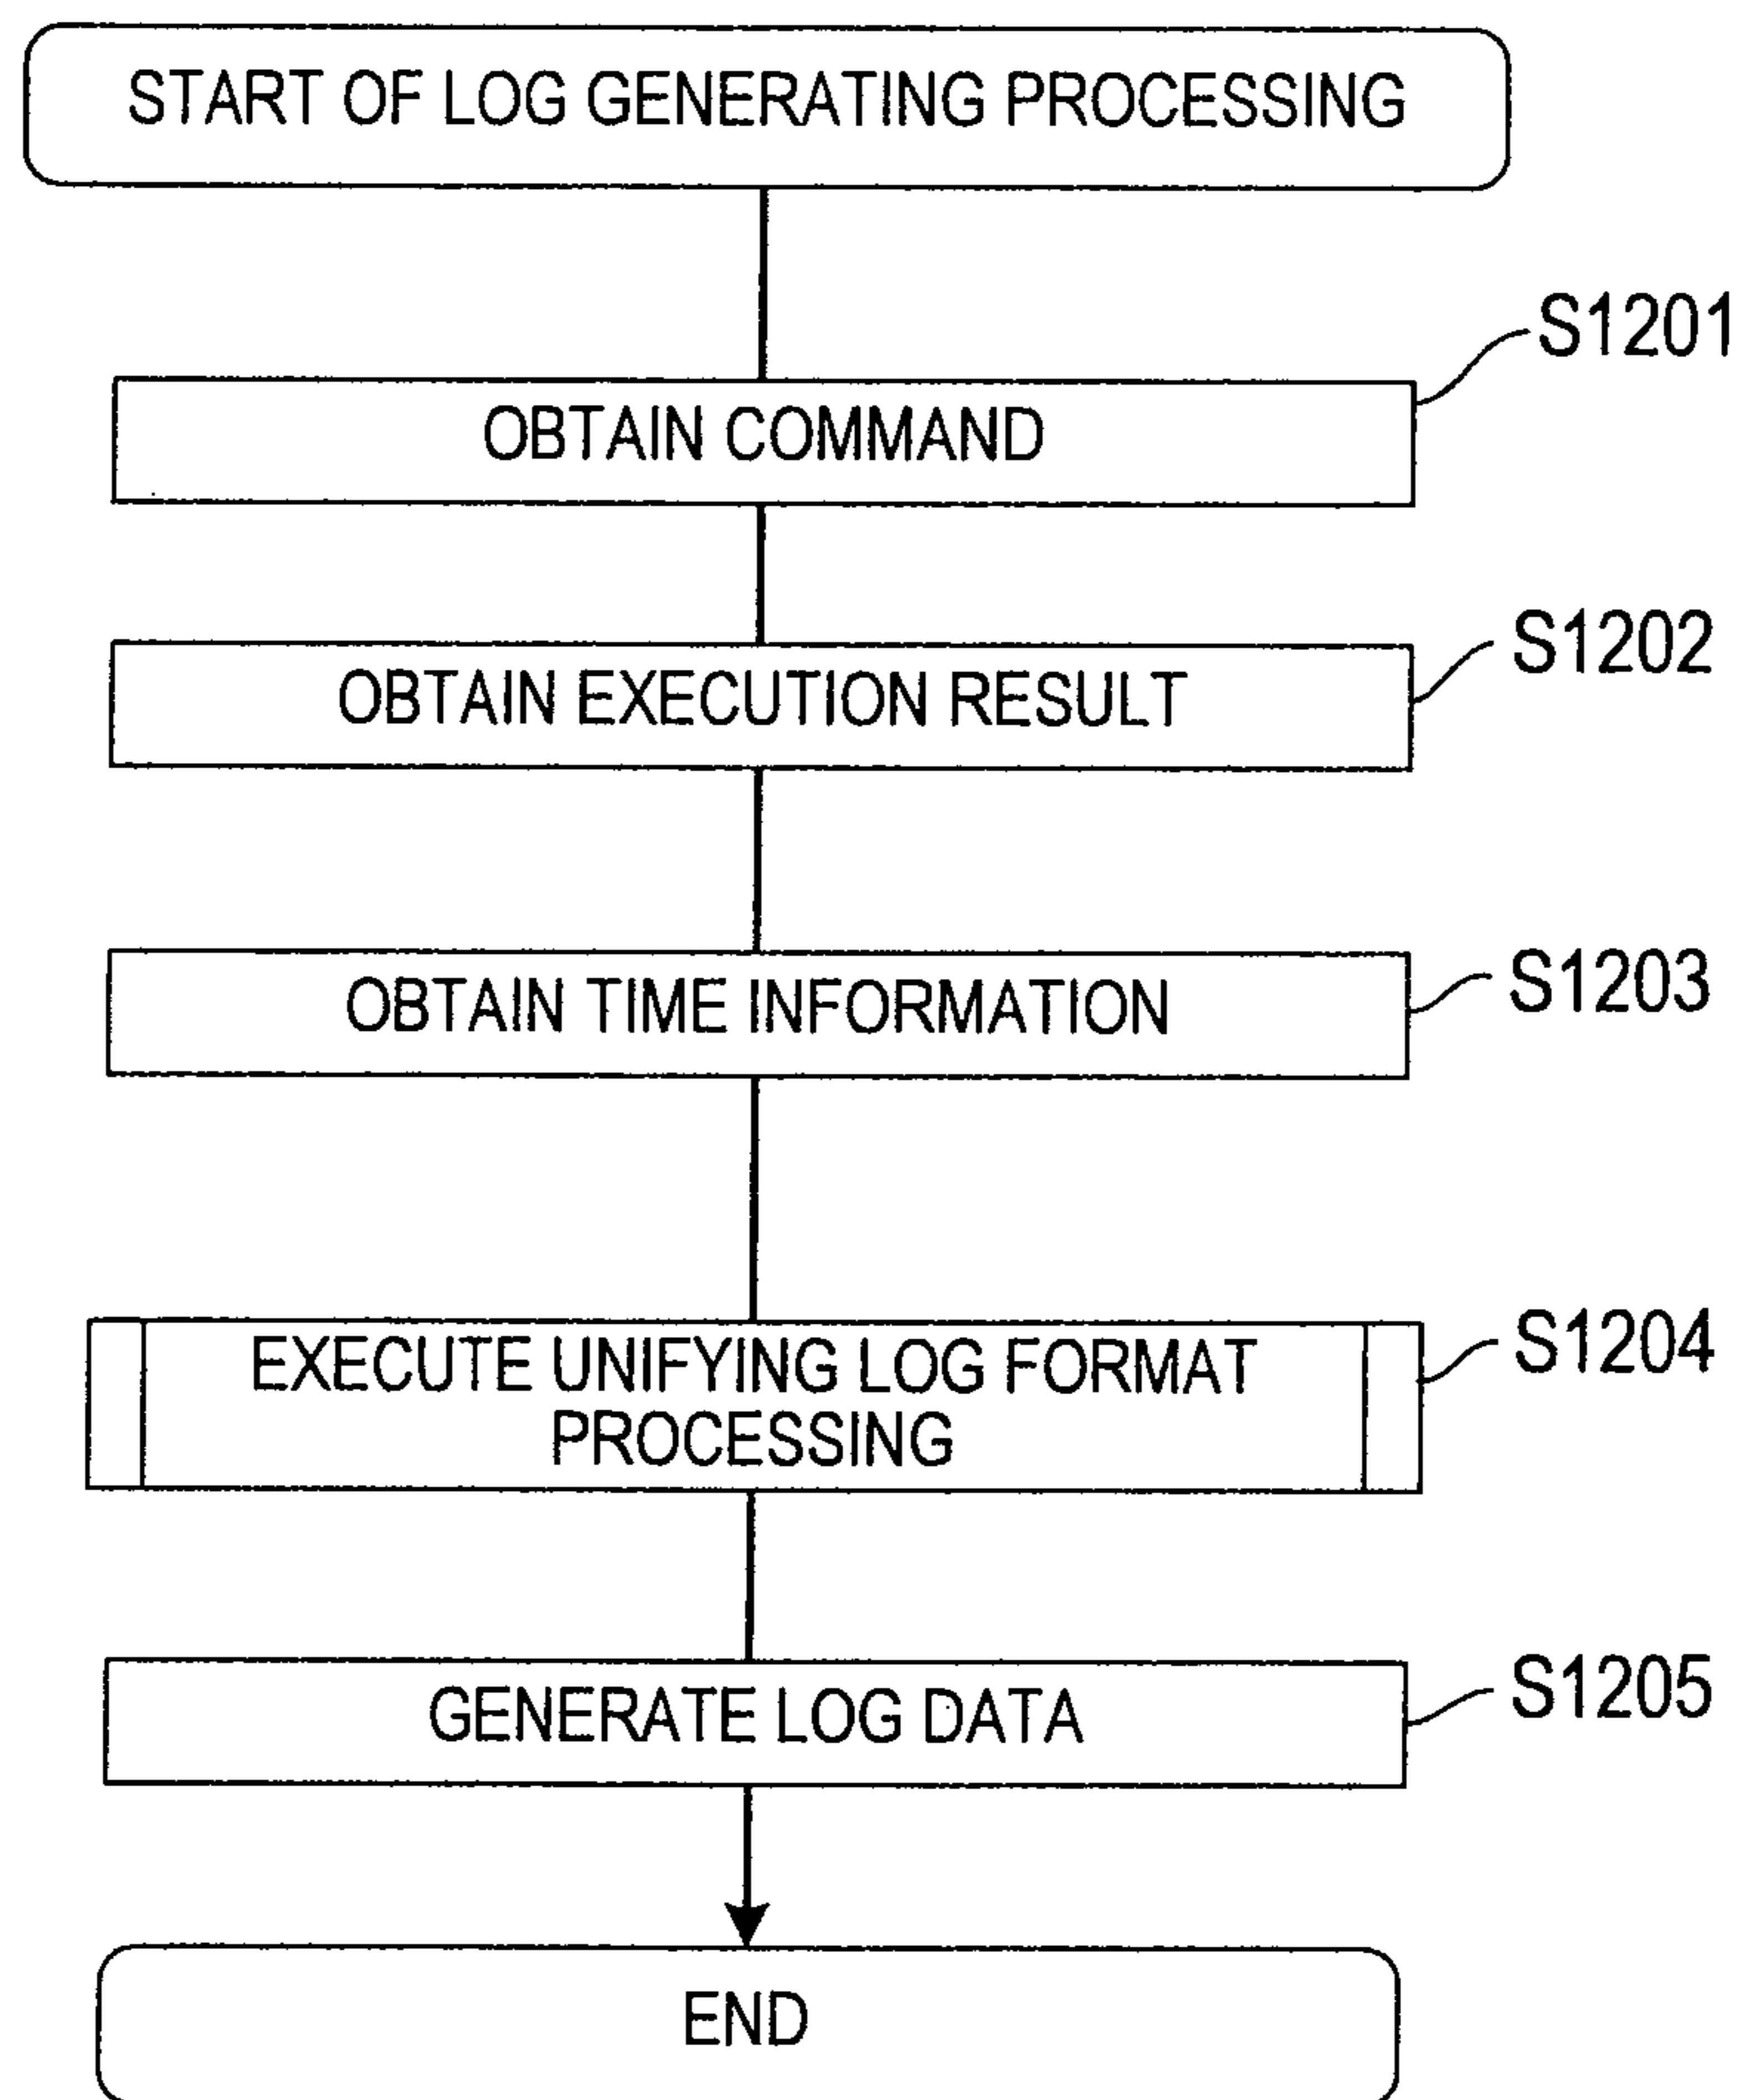 START OF LOG GENERATING PROCESSING
S1201
OBTAIN COMMAND
S1202
OBTAIN EXECUTION RESULT
S1203
OBTAIN TIME INFORMATION
S1204
EXECUTE UNIFYING LOG FORMAT
PROCESSING
S1205
GENERATE LOG DATA
END